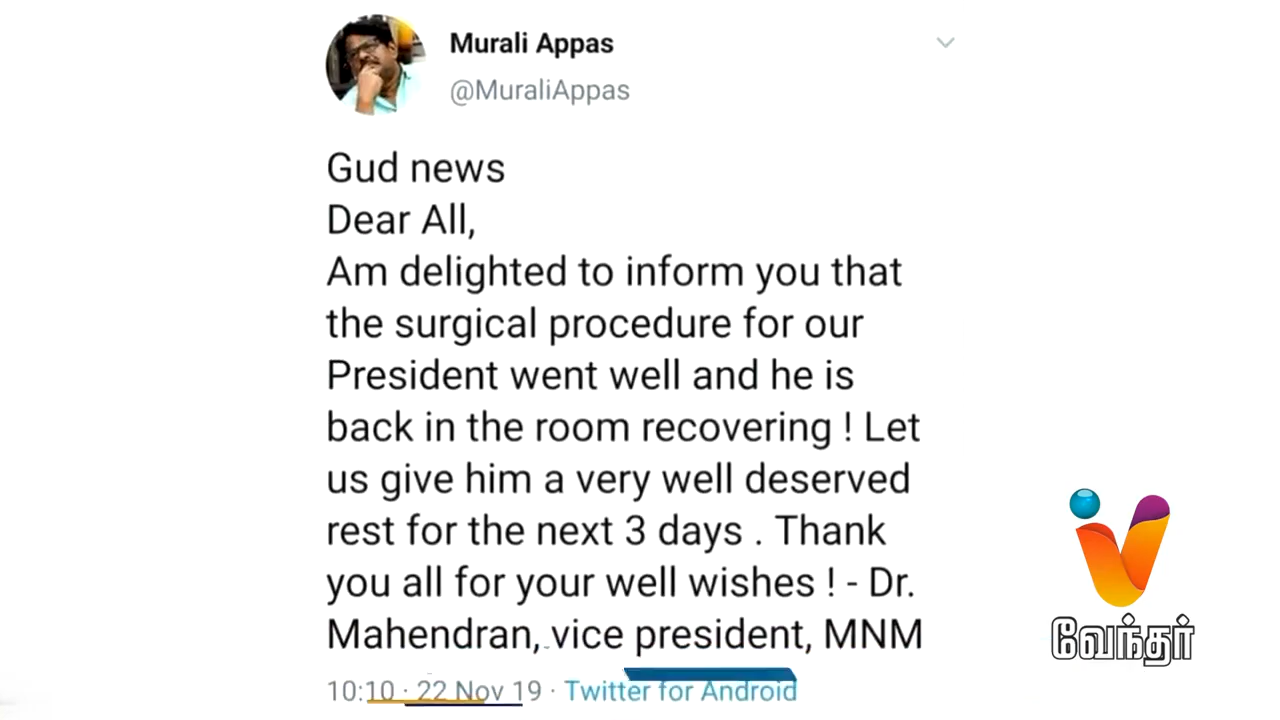 Murali Appas
@MuraliAppas
Gud news
Dear All,
Am delighted to inform you that
the surgical procedure for our
President went well and he is
back in the room recovering ! Let
us give him a very well deserved
rest for the next 3 days . Thank
you all for your well wishes ! - Dr.
Mahendran, vice president, MNM
10:10 · 22 Nov 19 · Twitter for Android
வேந்தர்